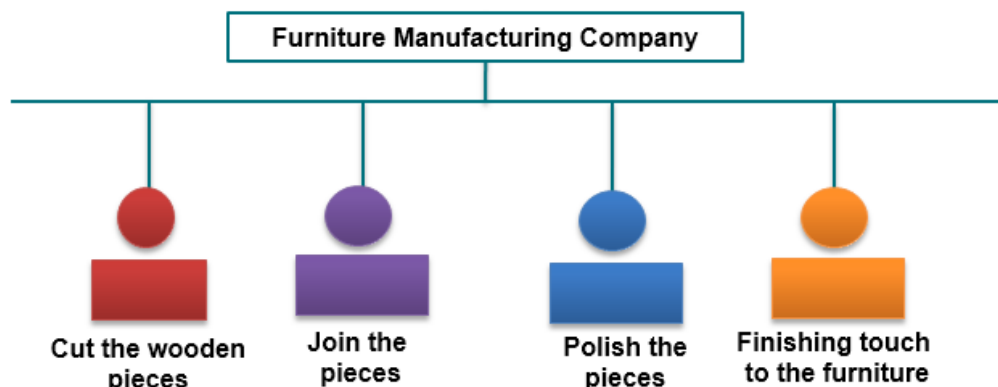 Furniture Manufacturing Company
Cut the wooden
pieces
Join the
pieces
Polish the
pieces
Finishing touch
to the furniture